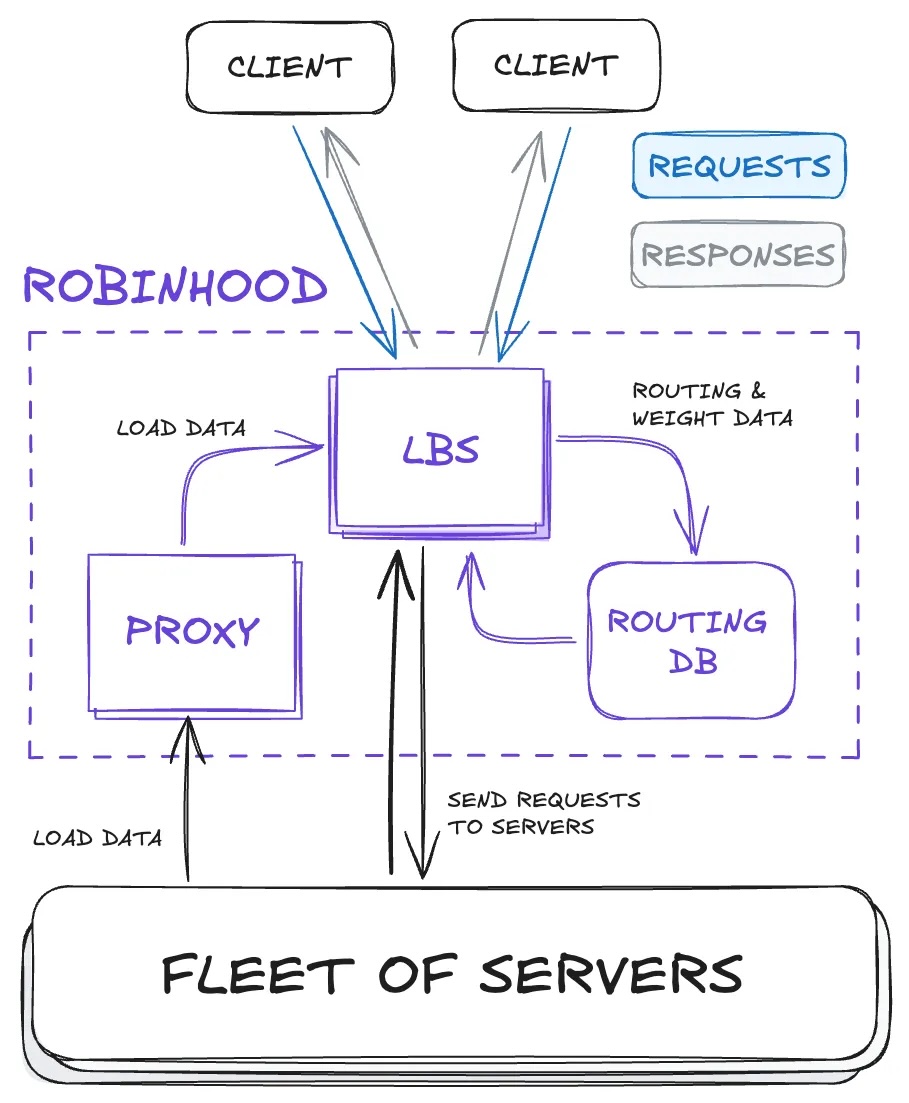 CLIENT
CLIENT
REQUESTS
RESPONSES
ROBINHOOD
ROUTING &
WEIGHT DATA
LOAD DATA
LBS
PROXY
ROUTING
DB
SEND REQUESTS
TO SERVERS
LOAD DATA
FLEET OF SERVERS